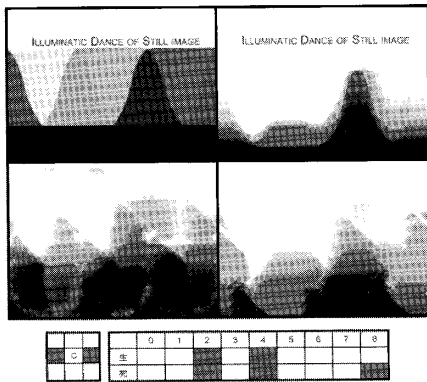 ILLUMINATIC DANCE OF STILL IMAGE
ILLUMINATIC DANCE OF STILL IMAGE
C
0 1 2 3 4 5 6 7 8
生
死